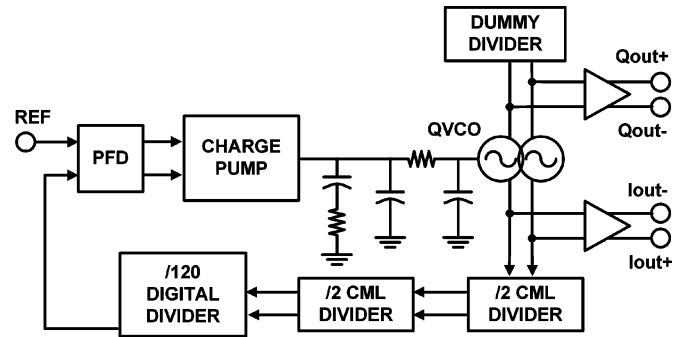 DUMMY
DIVIDER
Qout+
REF
PFD
CHARGE
PUMP
QVCO
Qout-
Iout-
Iout+
/120
DIGITAL
DIVIDER
/2 CML
DIVIDER
/2 CML
DIVIDER